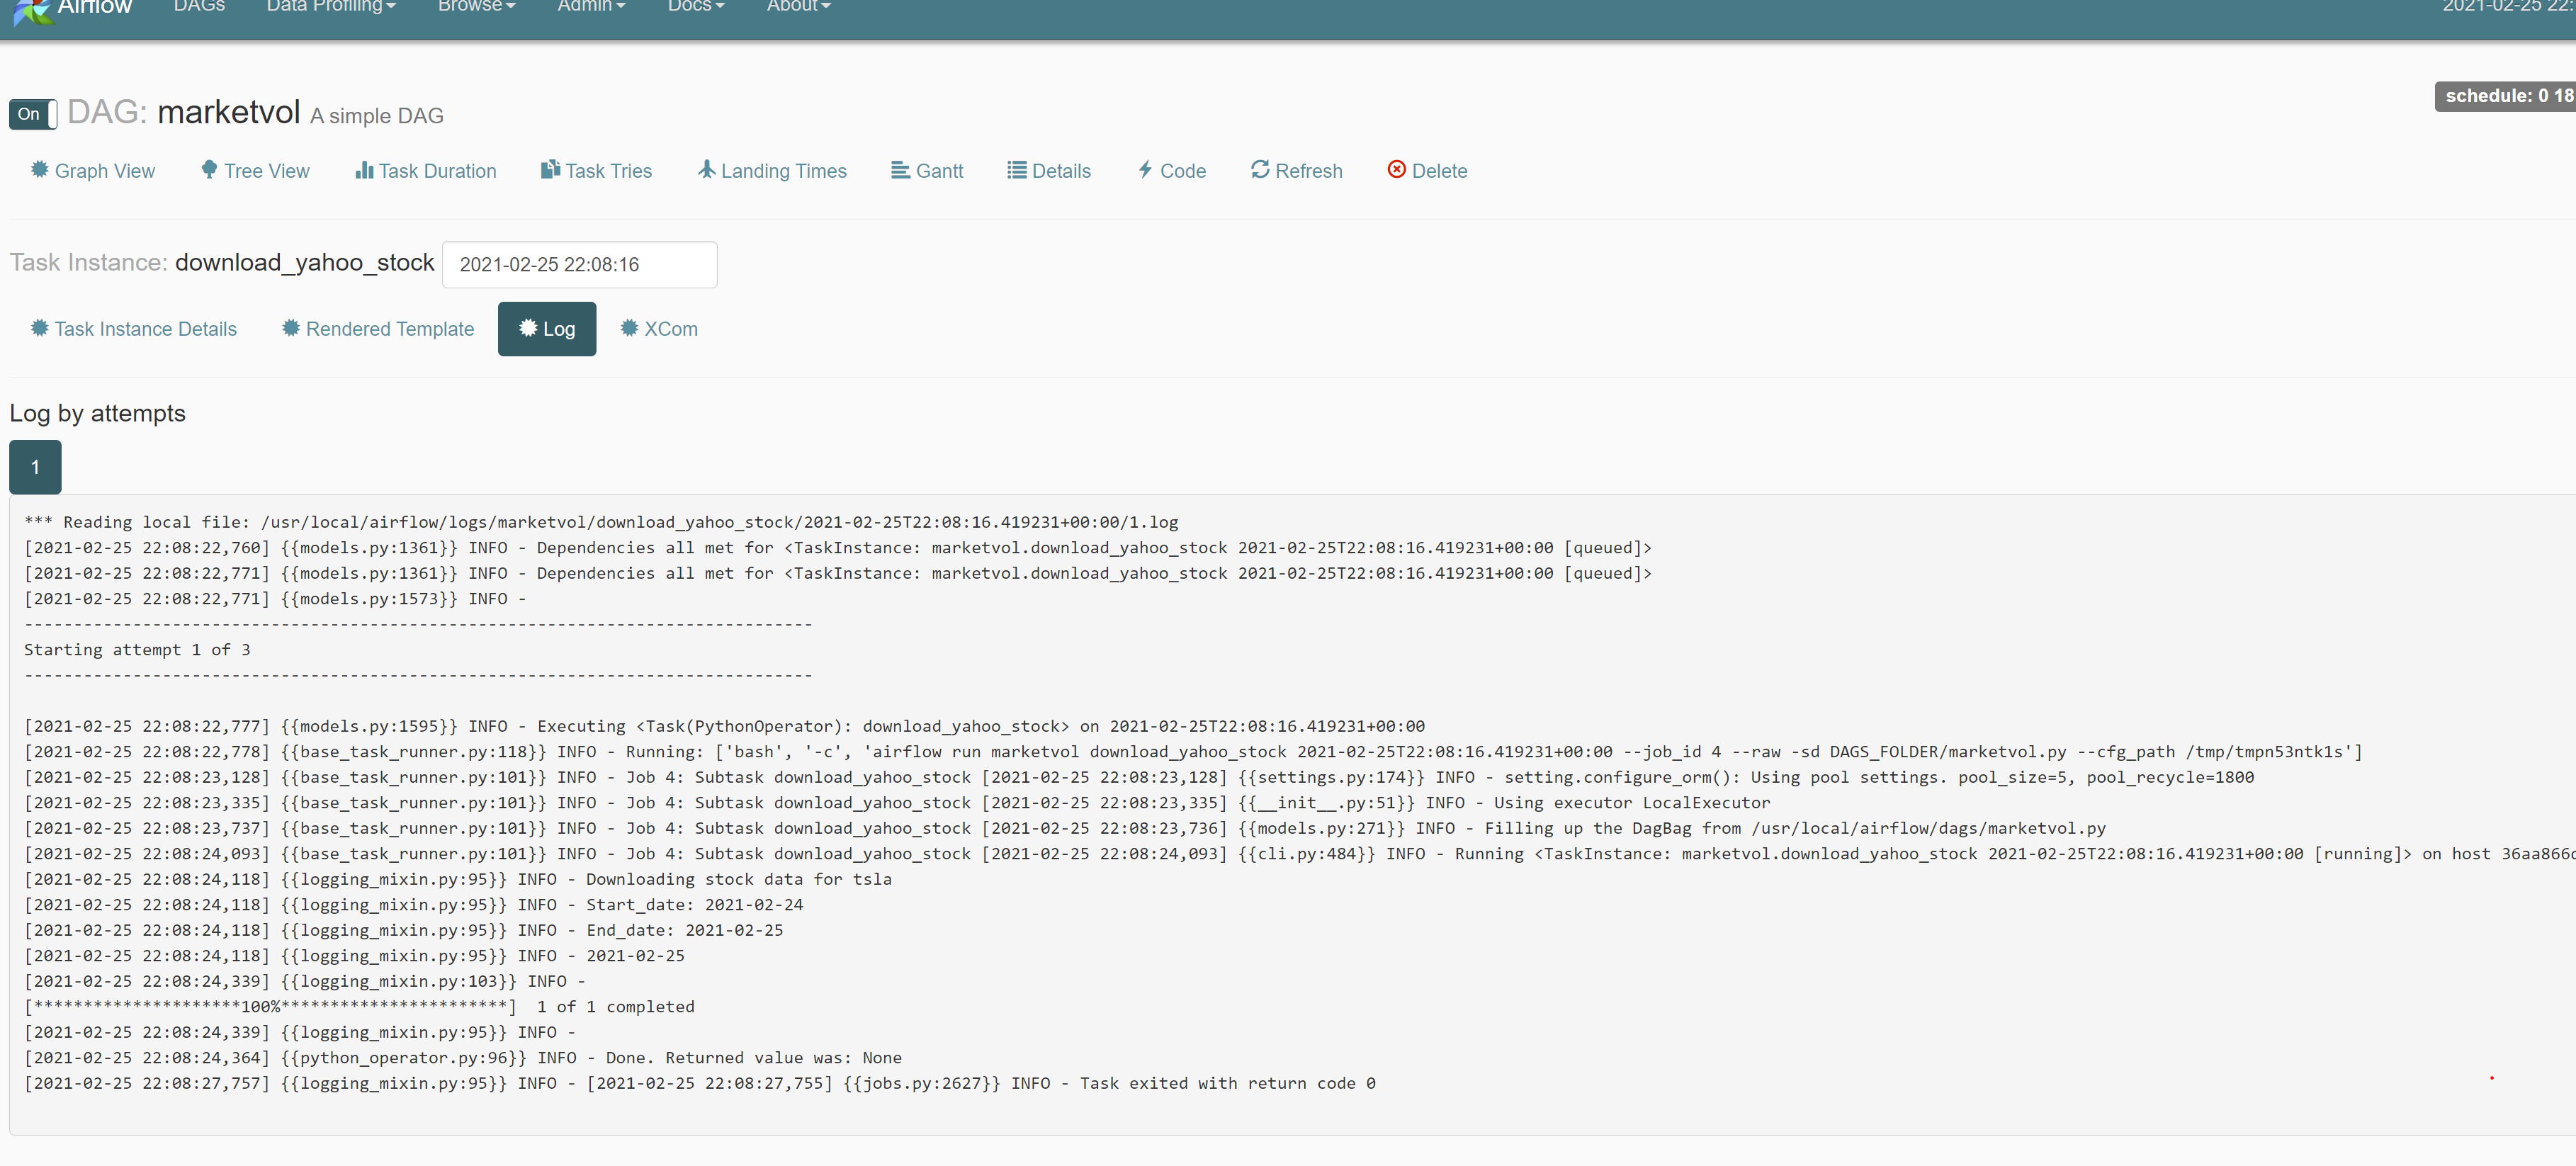 Airflow DAGs Data Profiling Browse Admin Docs About 2021-02-25 22:
On DAG: marketvol A simple DAG schedule: 0 18
Graph View Tree View Task Duration Task Tries Landing Times Gantt Details Code Refresh Delete
Task Instance: download_yahoo_stock 2021-02-25 22:08:16
Task Instance Details Rendered Template Log XCom
Log by attempts
1
*** Reading local file: /usr/local/airflow/logs/marketvol/download_yahoo_stock/2021-02-25T22:08:16.419231+00:00/1.log
[2021-02-25 22:08:22,760] {{models.py:1361}} INFO - Dependencies all met for <TaskInstance: marketvol.download_yahoo_stock 2021-02-25T22:08:16.419231+00:00 [queued]>
[2021-02-25 22:08:22,771] {{models.py:1361}} INFO - Dependencies all met for <TaskInstance: marketvol.download_yahoo_stock 2021-02-25T22:08:16.419231+00:00 [queued]>
[2021-02-25 22:08:22,771] {{models.py:1573}} INFO -
--------------------------------------------------------------------------------
Starting attempt 1 of 3
--------------------------------------------------------------------------------
[2021-02-25 22:08:22,777] {{models.py:1595}} INFO - Executing <Task(PythonOperator): download_yahoo_stock> on 2021-02-25T22:08:16.419231+00:00
[2021-02-25 22:08:22,778] {{base_task_runner.py:118}} INFO - Running: ['bash', '-c', 'airflow run marketvol download_yahoo_stock 2021-02-25T22:08:16.419231+00:00 --job_id 4 --raw -sd DAGS_FOLDER/marketvol.py --cfg_path /tmp/tmpn53ntk1s']
[2021-02-25 22:08:23,128] {{base_task_runner.py:101}} INFO - Job 4: Subtask download_yahoo_stock [2021-02-25 22:08:23,128] {{settings.py:174}} INFO - setting.configure_orm(): Using pool settings. pool_size=5, pool_recycle=1800
[2021-02-25 22:08:23,335] {{base_task_runner.py:101}} INFO - Job 4: Subtask download_yahoo_stock [2021-02-25 22:08:23,335] {{__init__.py:51}} INFO - Using executor LocalExecutor
[2021-02-25 22:08:23,737] {{base_task_runner.py:101}} INFO - Job 4: Subtask download_yahoo_stock [2021-02-25 22:08:23,736] {{models.py:271}} INFO - Filling up the DagBag from /usr/local/airflow/dags/marketvol.py
[2021-02-25 22:08:24,093] {{base_task_runner.py:101}} INFO - Job 4: Subtask download_yahoo_stock [2021-02-25 22:08:24,093] {{cli.py:484}} INFO - Running <TaskInstance: marketvol.download_yahoo_stock 2021-02-25T22:08:16.419231+00:00 [running]> on host
[2021-02-25 22:08:24,118] {{logging_mixin.py:95}} INFO - Downloading stock data for tsla
[2021-02-25 22:08:24,118] {{logging_mixin.py:95}} INFO - Start_date: 2021-02-24
[2021-02-25 22:08:24,118] {{logging_mixin.py:95}} INFO - End_date: 2021-02-25
[2021-02-25 22:08:24,118] {{logging_mixin.py:95}} INFO - 2021-02-25
[2021-02-25 22:08:24,339] {{logging_mixin.py:103}} INFO -
[*********************100%***********************]  1 of 1 completed
[2021-02-25 22:08:24,339] {{logging_mixin.py:95}} INFO -
[2021-02-25 22:08:24,364] {{python_operator.py:96}} INFO - Done. Returned value was: None
[2021-02-25 22:08:27,757] {{logging_mixin.py:95}} INFO - [2021-02-25 22:08:27,755] {{jobs.py:2627}} INFO - Task exited with return code 0